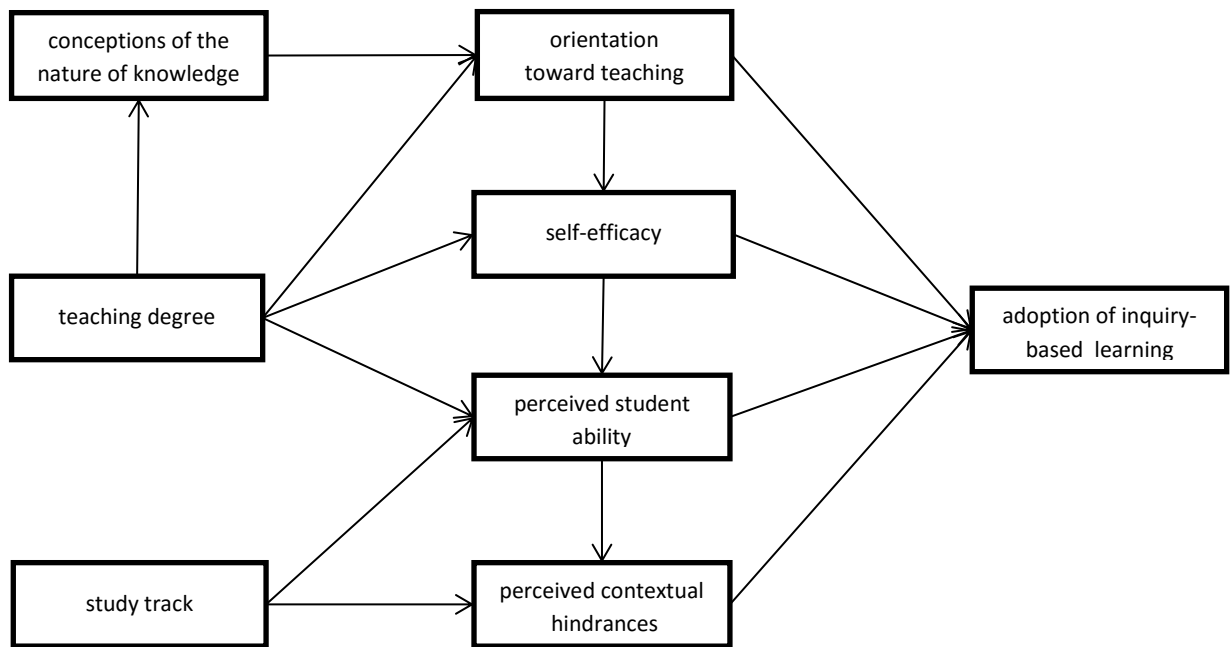 conceptions of the
nature of knowledge
orientation
toward teaching
self-efficacy
teaching degree
adoption of inquiry-
based learning
perceived student
ability
study track
perceived contextual
hindrances